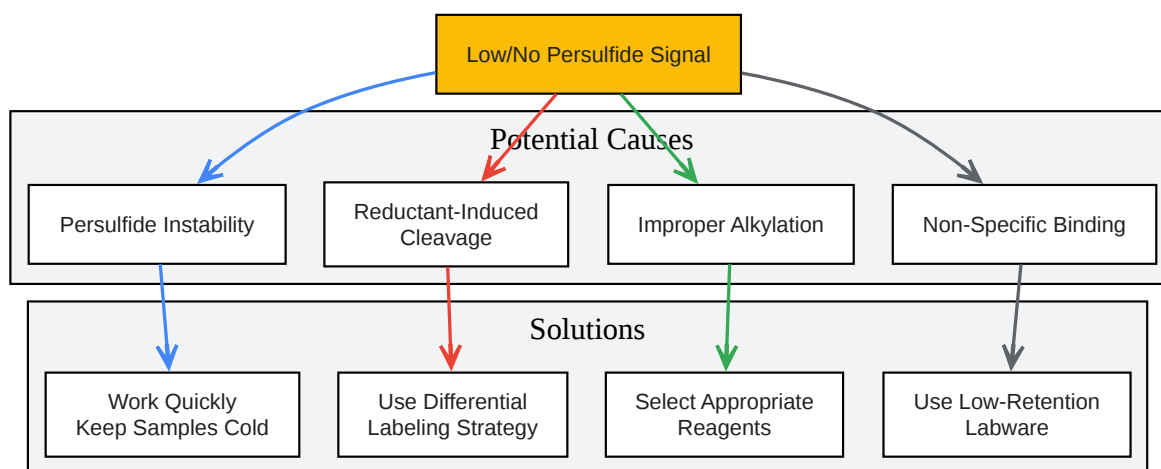 Low/No Persulfide Signal
Potential Causes
Persulfide Instability
Reductant-Induced
Cleavage
Improper Alkylation
Non-Specific Binding
Solutions
Work Quickly
Keep Samples Cold
Use Differential
Labeling Strategy
Select Appropriate
Reagents
Use Low-Retention
Labware